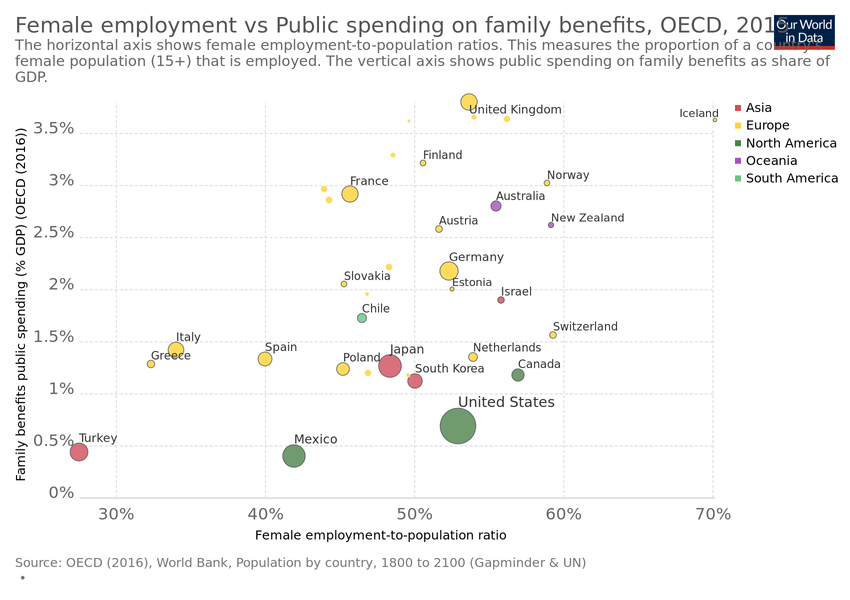 Female employment vs Public spending on family benefits, OECD, 2015
Our World
in Data
The horizontal axis shows female employment-to-population ratios. This measures the proportion of a country's
female population (15+) that is employed. The vertical axis shows public spending on family benefits as share of
GDP.
Asia
Europe
North America
Oceania
South America
Family benefits public spending (% GDP) (OECD (2016))
3.5%
3%
2.5%
2%
1.5%
1%
0.5%
0%
United Kingdom
Iceland
Finland
France
Norway
Australia
New Zealand
Austria
Germany
Slovakia
Estonia
Israel
Chile
Switzerland
Italy
Greece
Spain
Poland
Japan
Netherlands
South Korea
Canada
United States
Turkey
Mexico
30%
40%
50%
60%
70%
Female employment-to-population ratio
Source: OECD (2016), World Bank, Population by country, 1800 to 2100 (Gapminder & UN)
•